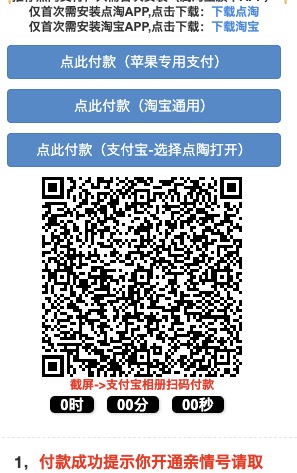 仅首次需安装点淘APP,点击下载：下载点淘
仅首次需安装淘宝APP,点击下载：下载淘宝
点此付款（苹果专用支付）
点此付款（淘宝通用）
点此付款（支付宝-选择点陶打开）
截屏->支付宝相册扫码付款
0时 00分 00秒
1，付款成功提示你开通亲情号请取